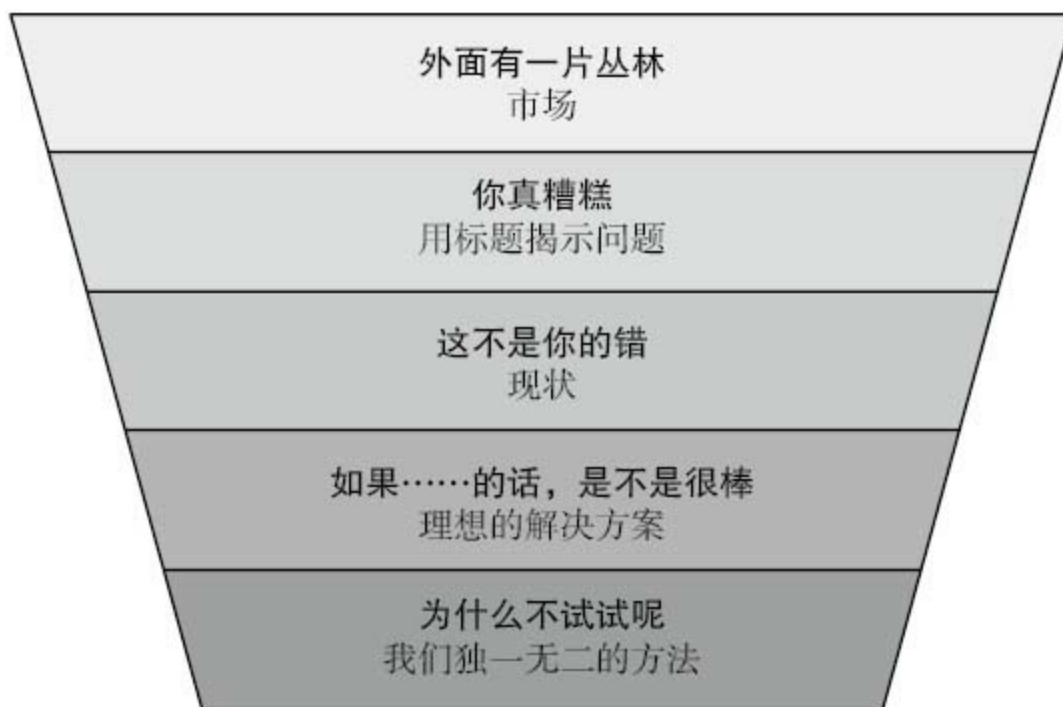 外面有一片丛林
市场
你真糟糕
用标题揭示问题
这不是你的错
现状
如果……的话，是不是很棒
理想的解决方案
为什么不试试呢
我们独一无二的方法